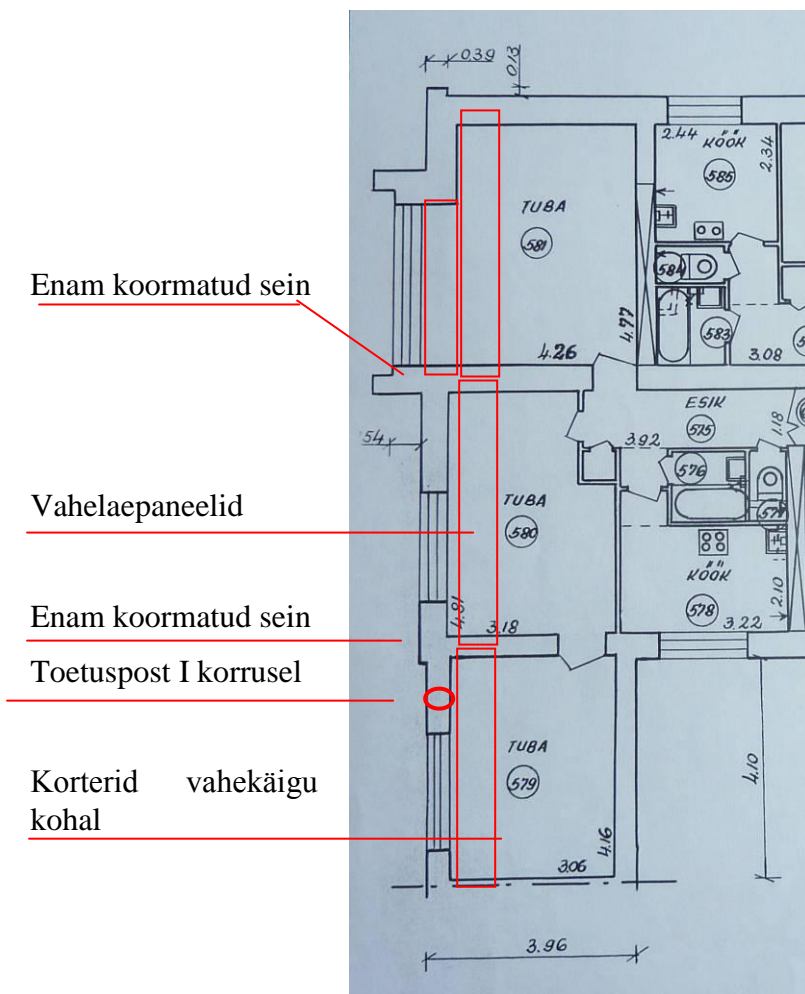 Enam koormatud sein
Vahelaepaneelid
Enam koormatud sein
Toetuspost I korrusel
Korterid vahekäigu
kohal
0.39
0.13
2.44
KÖÖK
2.34
585
TUBA
581
584
583
4.77
4.26
3.08
ESIK
575
1.18
54
3.92
576
577
TUBA
580
KÖÖK
578
2.10
4.81
3.18
3.22
TUBA
579
4.10
4.16
3.06
3.96